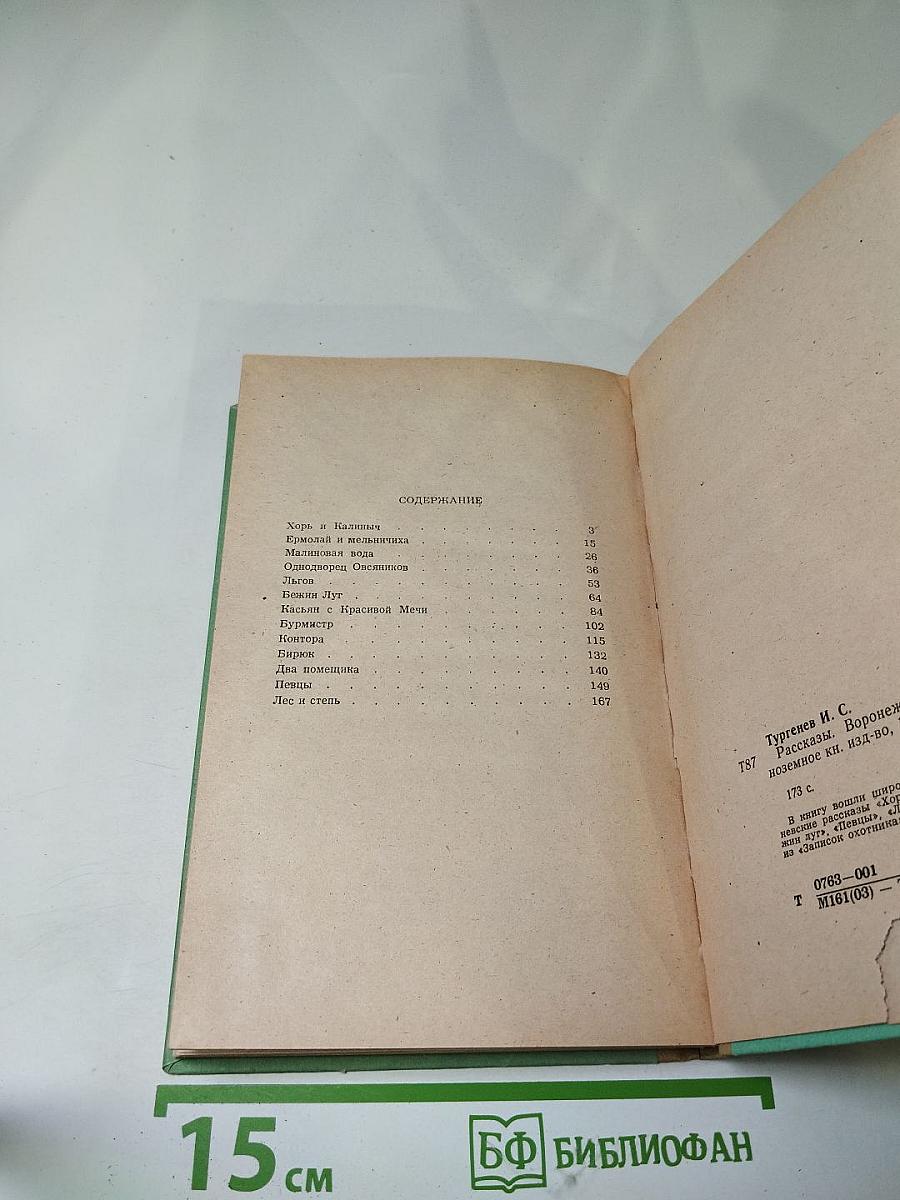 СОДЕРЖАНИЕ
Хорь и Калиныч . . . . . . . . . 3
Ермолай и мельничиха . . . . . . . . 15
Малиновая вода . . . . . . . . . 26
Однодворец Овсяников . . . . . . . . 36
Льгов . . . . . . . . . . . . 53
Бежин Луг . . . . . . . . . . . 64
Касьян с Красивой Мечи . . . . . . . 84
Бурмистр . . . . . . . . . . . 102
Контора . . . . . . . . . . . 115
Бирюк . . . . . . . . . . . . 132
Два помещика . . . . . . . . . . 140
Певцы . . . . . . . . . . . . 149
Лес и степь . . . . . . . . . . 167
Тургенев И. С.
Т87 Рассказы. Воронеж
ноземное кн. изд-во,
173 с.
В книгу вошли широ
невские рассказы «Хор
жин луг», «Певцы», «Л
из «Записок охотника
Т 0763—001
М161(03) —
15 см
БФ БИБЛИОФАН